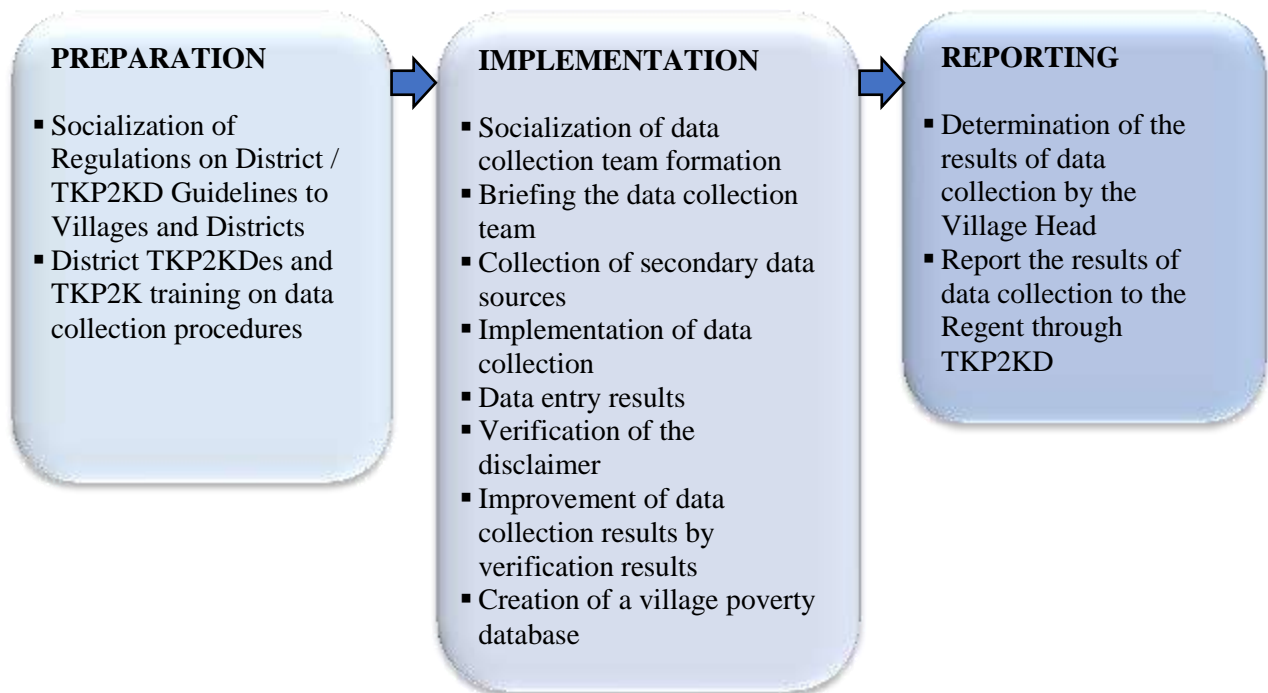 PREPARATION
▪ Socialization of
Regulations on District /
TKP2KD Guidelines to
Villages and Districts
▪ District TKP2KDes and
TKP2K training on data
collection procedures
IMPLEMENTATION
▪ Socialization of data
collection team formation
▪ Briefing the data collection
team
▪ Collection of secondary data
sources
▪ Implementation of data
collection
▪ Data entry results
▪ Verification of the
disclaimer
▪ Improvement of data
collection results by
verification results
▪ Creation of a village poverty
database
REPORTING
▪ Determination of the
results of data
collection by the
Village Head
▪ Report the results of
data collection to the
Regent through
TKP2KD